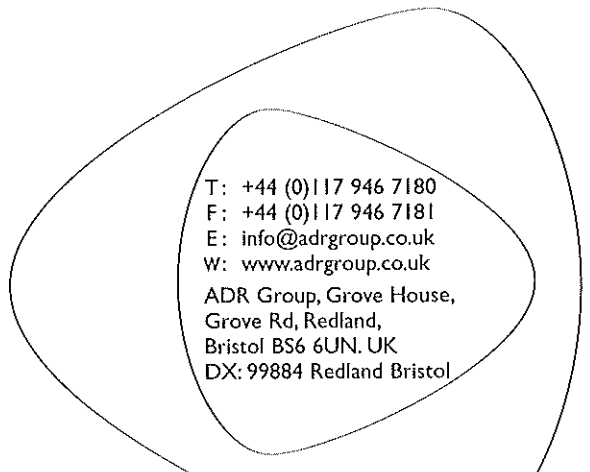 T: +44 (0)117 946 7180
F: +44 (0)117 946 7181
E: info@adrgroup.co.uk
W: www.adrgroup.co.uk
ADR Group, Grove House,
Grove Rd, Redland,
Bristol BS6 6UN. UK
DX: 99884 Redland Bristol